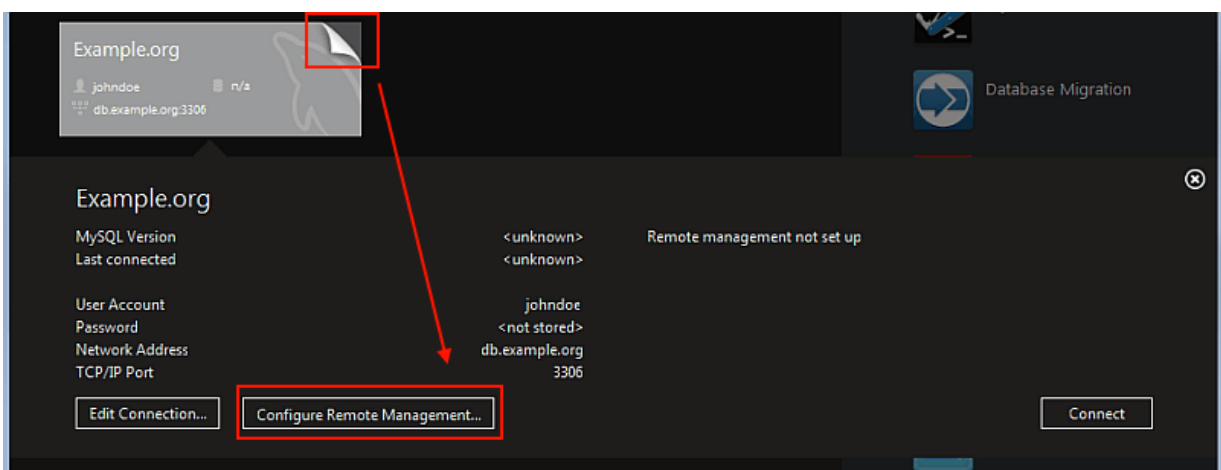 Example.org
johndoe n/a
db.example.org:3306
>_
Database Migration
Example.org
MySQL Version <unknown> Remote management not set up
Last connected <unknown>
User Account johndoe
Password <not stored>
Network Address db.example.org
TCP/IP Port 3306
Edit Connection... Configure Remote Management... Connect